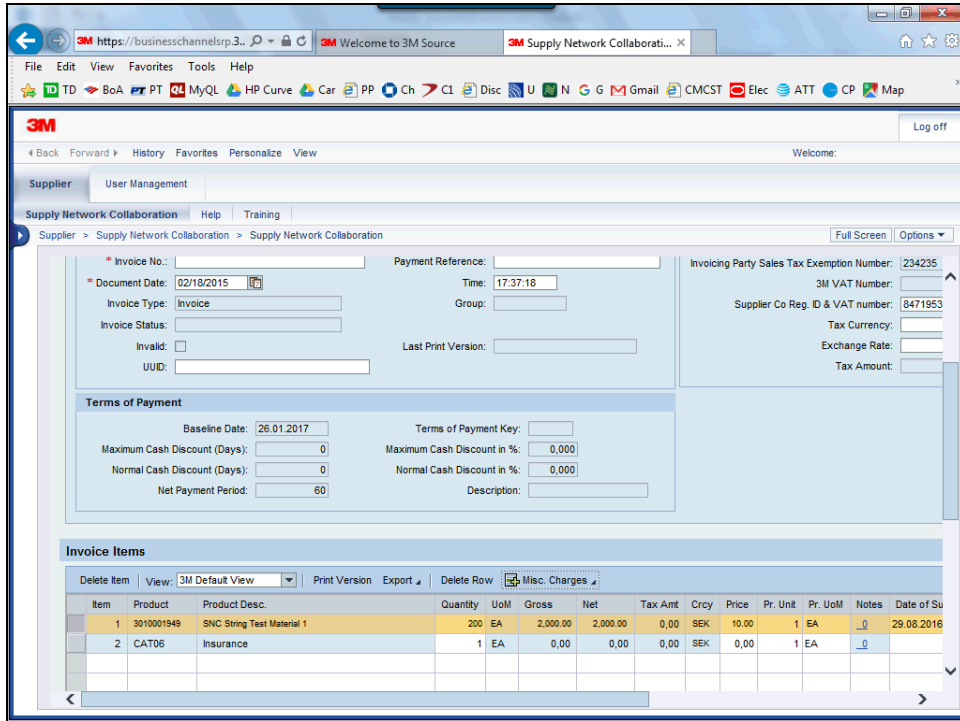 https://businesschannelsrp.3..
3M Welcome to 3M Source
3M Supply Network Collaborati...
File Edit View Favorites Tools Help
TD BoA PT MyQL HP Curve Car PP Ch C1 Disc U N G Gmail CMCST Elec ATT CP Map
3M
Log off
Back Forward History Favorites Personalize View
Welcome:
Supplier User Management
Supply Network Collaboration Help Training
Supplier > Supply Network Collaboration > Supply Network Collaboration
Full Screen Options
* Invoice No.: Payment Reference: Invoicing Party Sales Tax Exemption Number: 234235
* Document Date: 02/18/2015 Time: 17:37:18 3M VAT Number:
Invoice Type: Invoice Group: Supplier Co Reg. ID & VAT number: 8471953
Invoice Status: Tax Currency:
Invalid: Last Print Version: Exchange Rate:
UUID: Tax Amount:
Terms of Payment
Baseline Date: 26.01.2017 Terms of Payment Key:
Maximum Cash Discount (Days): 0 Maximum Cash Discount in %: 0,000
Normal Cash Discount (Days): 0 Normal Cash Discount in %: 0,000
Net Payment Period: 60 Description:
Invoice Items
Delete Item View: 3M Default View Print Version Export Delete Row Misc. Charges
Item Product Product Desc. Quantity UoM Gross Net Tax Amt Crcy Price Pr. Unit Pr. UoM Notes Date of Su
1 3010001949 SNC String Test Material 1 200 EA 2,000.00 2,000.00 0,00 SEK 10.00 1 EA 0 29.08.2016
2 CAT06 Insurance 1 EA 0,00 0,00 0,00 SEK 0,00 1 EA 0